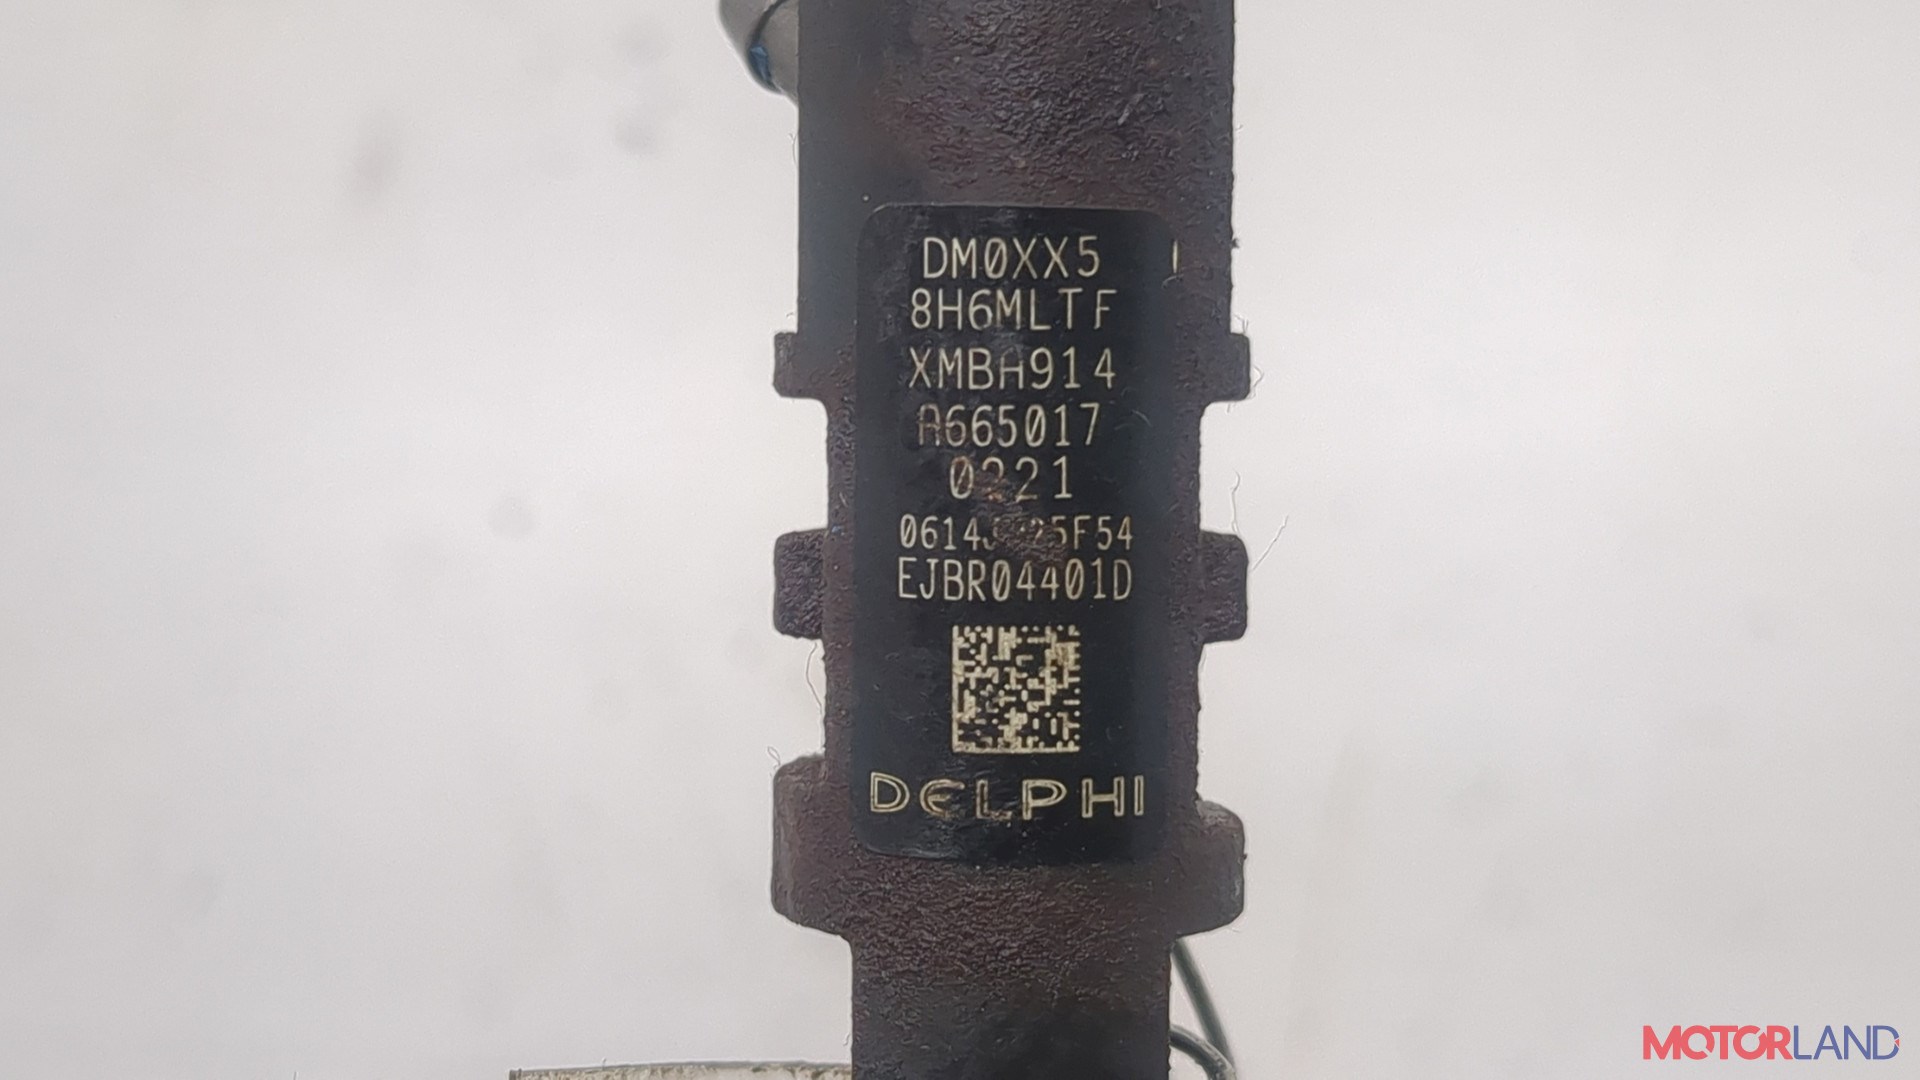 DM0XX5
8H6MLTF
XMBA914
A665017
0221
EJBR04401D
DELPHI
MOTORLAND